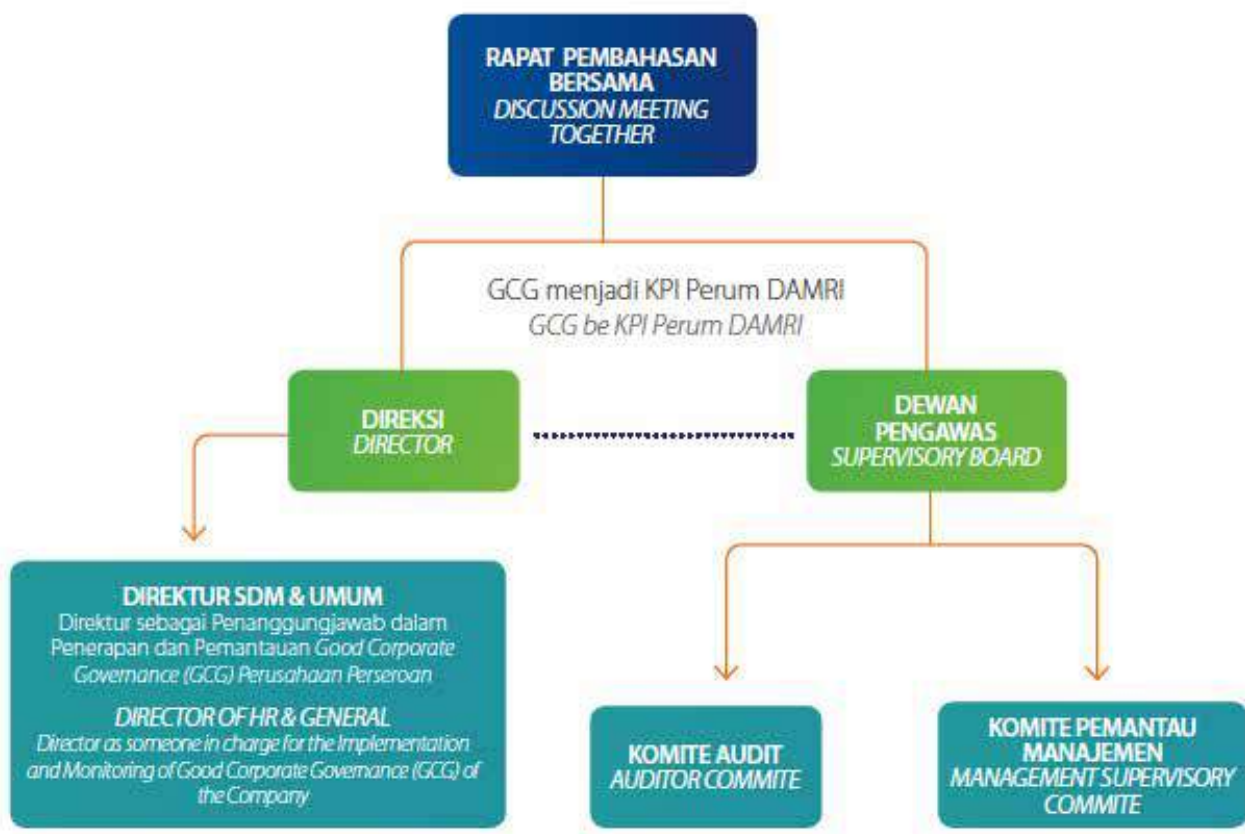 RAPAT PEMBAHASAN
BERSAMA
DISCUSSION MEETING
TOGETHER
GCG menjadi KPI Perum DAMRI
GCG be KPI Perum DAMRI
DIREKSI
DIRECTOR
DEWAN
PENGAWAS
SUPERVISORY BOARD
DIREKTUR SDM & UMUM
Direktur sebagai Penanggungjawab dalam
Penerapan dan Pemantauan Good Corporate
Governance (GCG) Perusahaan Perseroan
DIRECTOR OF HR & GENERAL
Director as someone in charge for the Implementation
and Monitoring of Good Corporate Governance (GCG) of
the Company
KOMITE AUDIT
AUDITOR COMMITE
KOMITE PEMANTAU
MANAJEMEN
MANAGEMENT SUPERVISORY
COMMITE